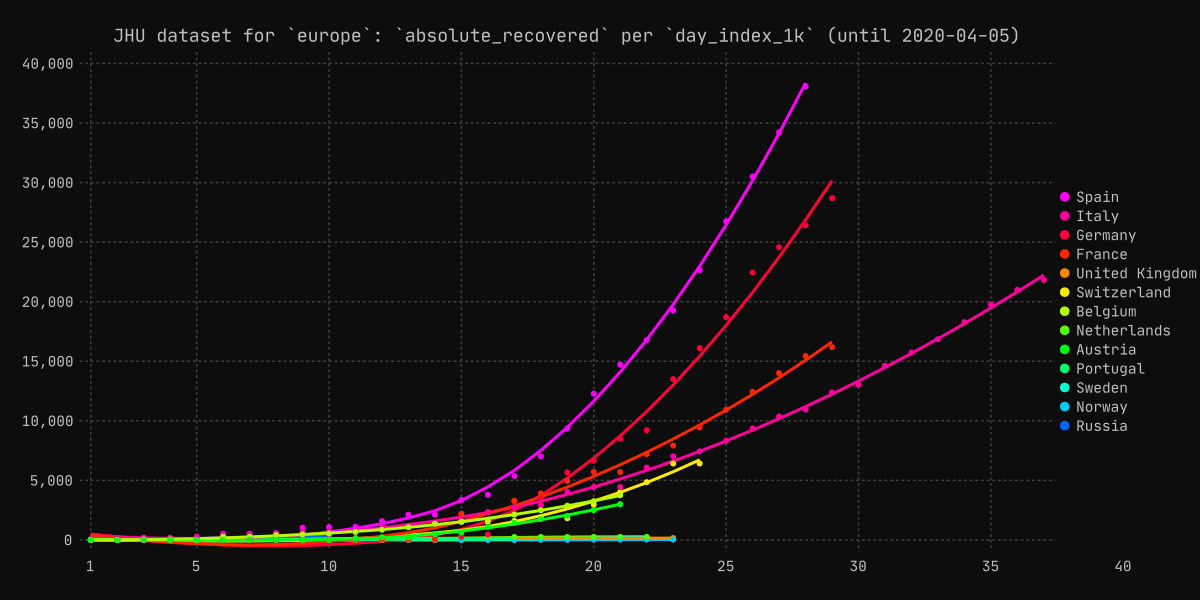 JHU dataset for `europe`: `absolute_recovered` per `day_index_1k` (until 2020-04-05)
40,000
35,000
30,000
25,000
20,000
15,000
10,000
5,000
0
1 5 10 15 20 25 30 35 40
Spain
Italy
Germany
France
United Kingdom
Switzerland
Belgium
Netherlands
Austria
Portugal
Sweden
Norway
Russia